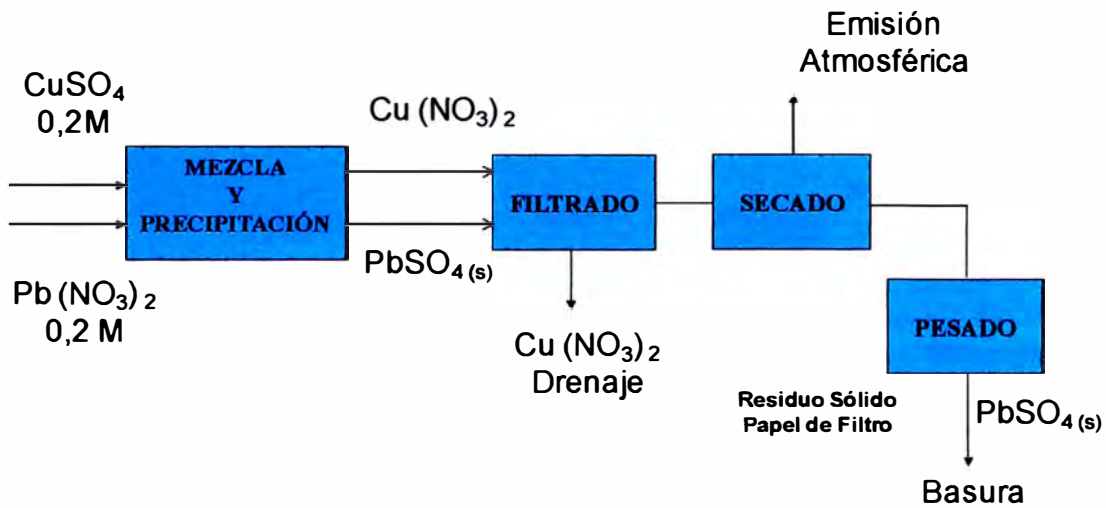 Emisión
Atmosférica
CuSO₄
0,2M
Cu (NO₃)₂
MEZCLA
Y
PRECIPITACIÓN
FILTRADO
SECADO
PbSO₄ (s)
Pb (NO₃)₂
0,2 M
PESADO
Cu (NO₃)₂
Drenaje
Residuo Sólido
Papel de Filtro
PbSO₄ (s)
Basura